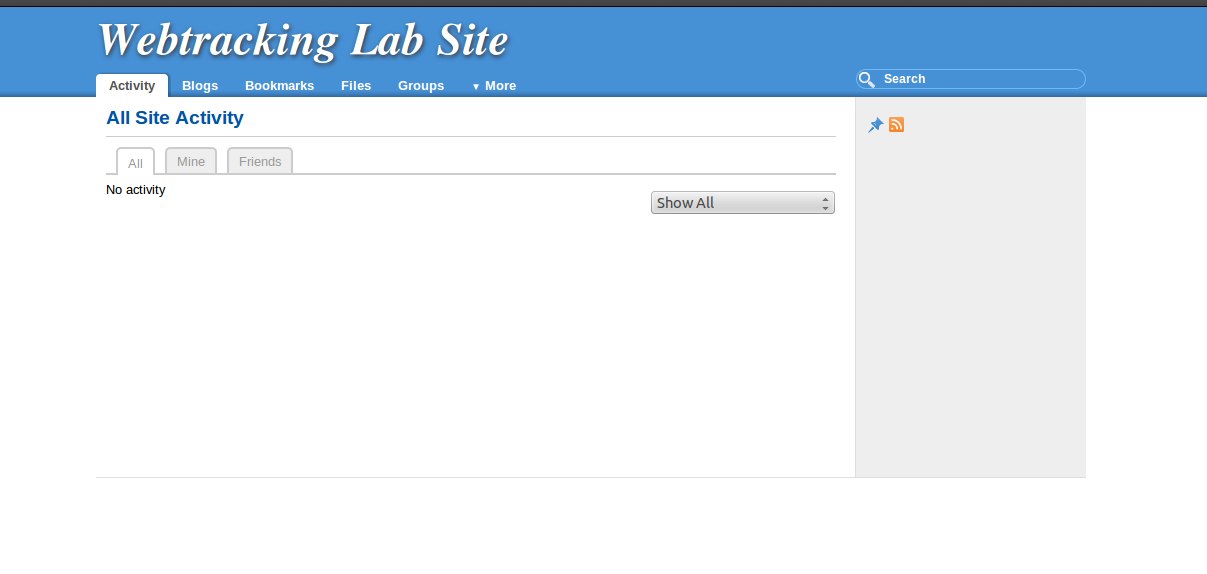 Webtracking Lab Site
Activity Blogs Bookmarks Files Groups ▼ More Search
All Site Activity
All Mine Friends
No activity
Show All